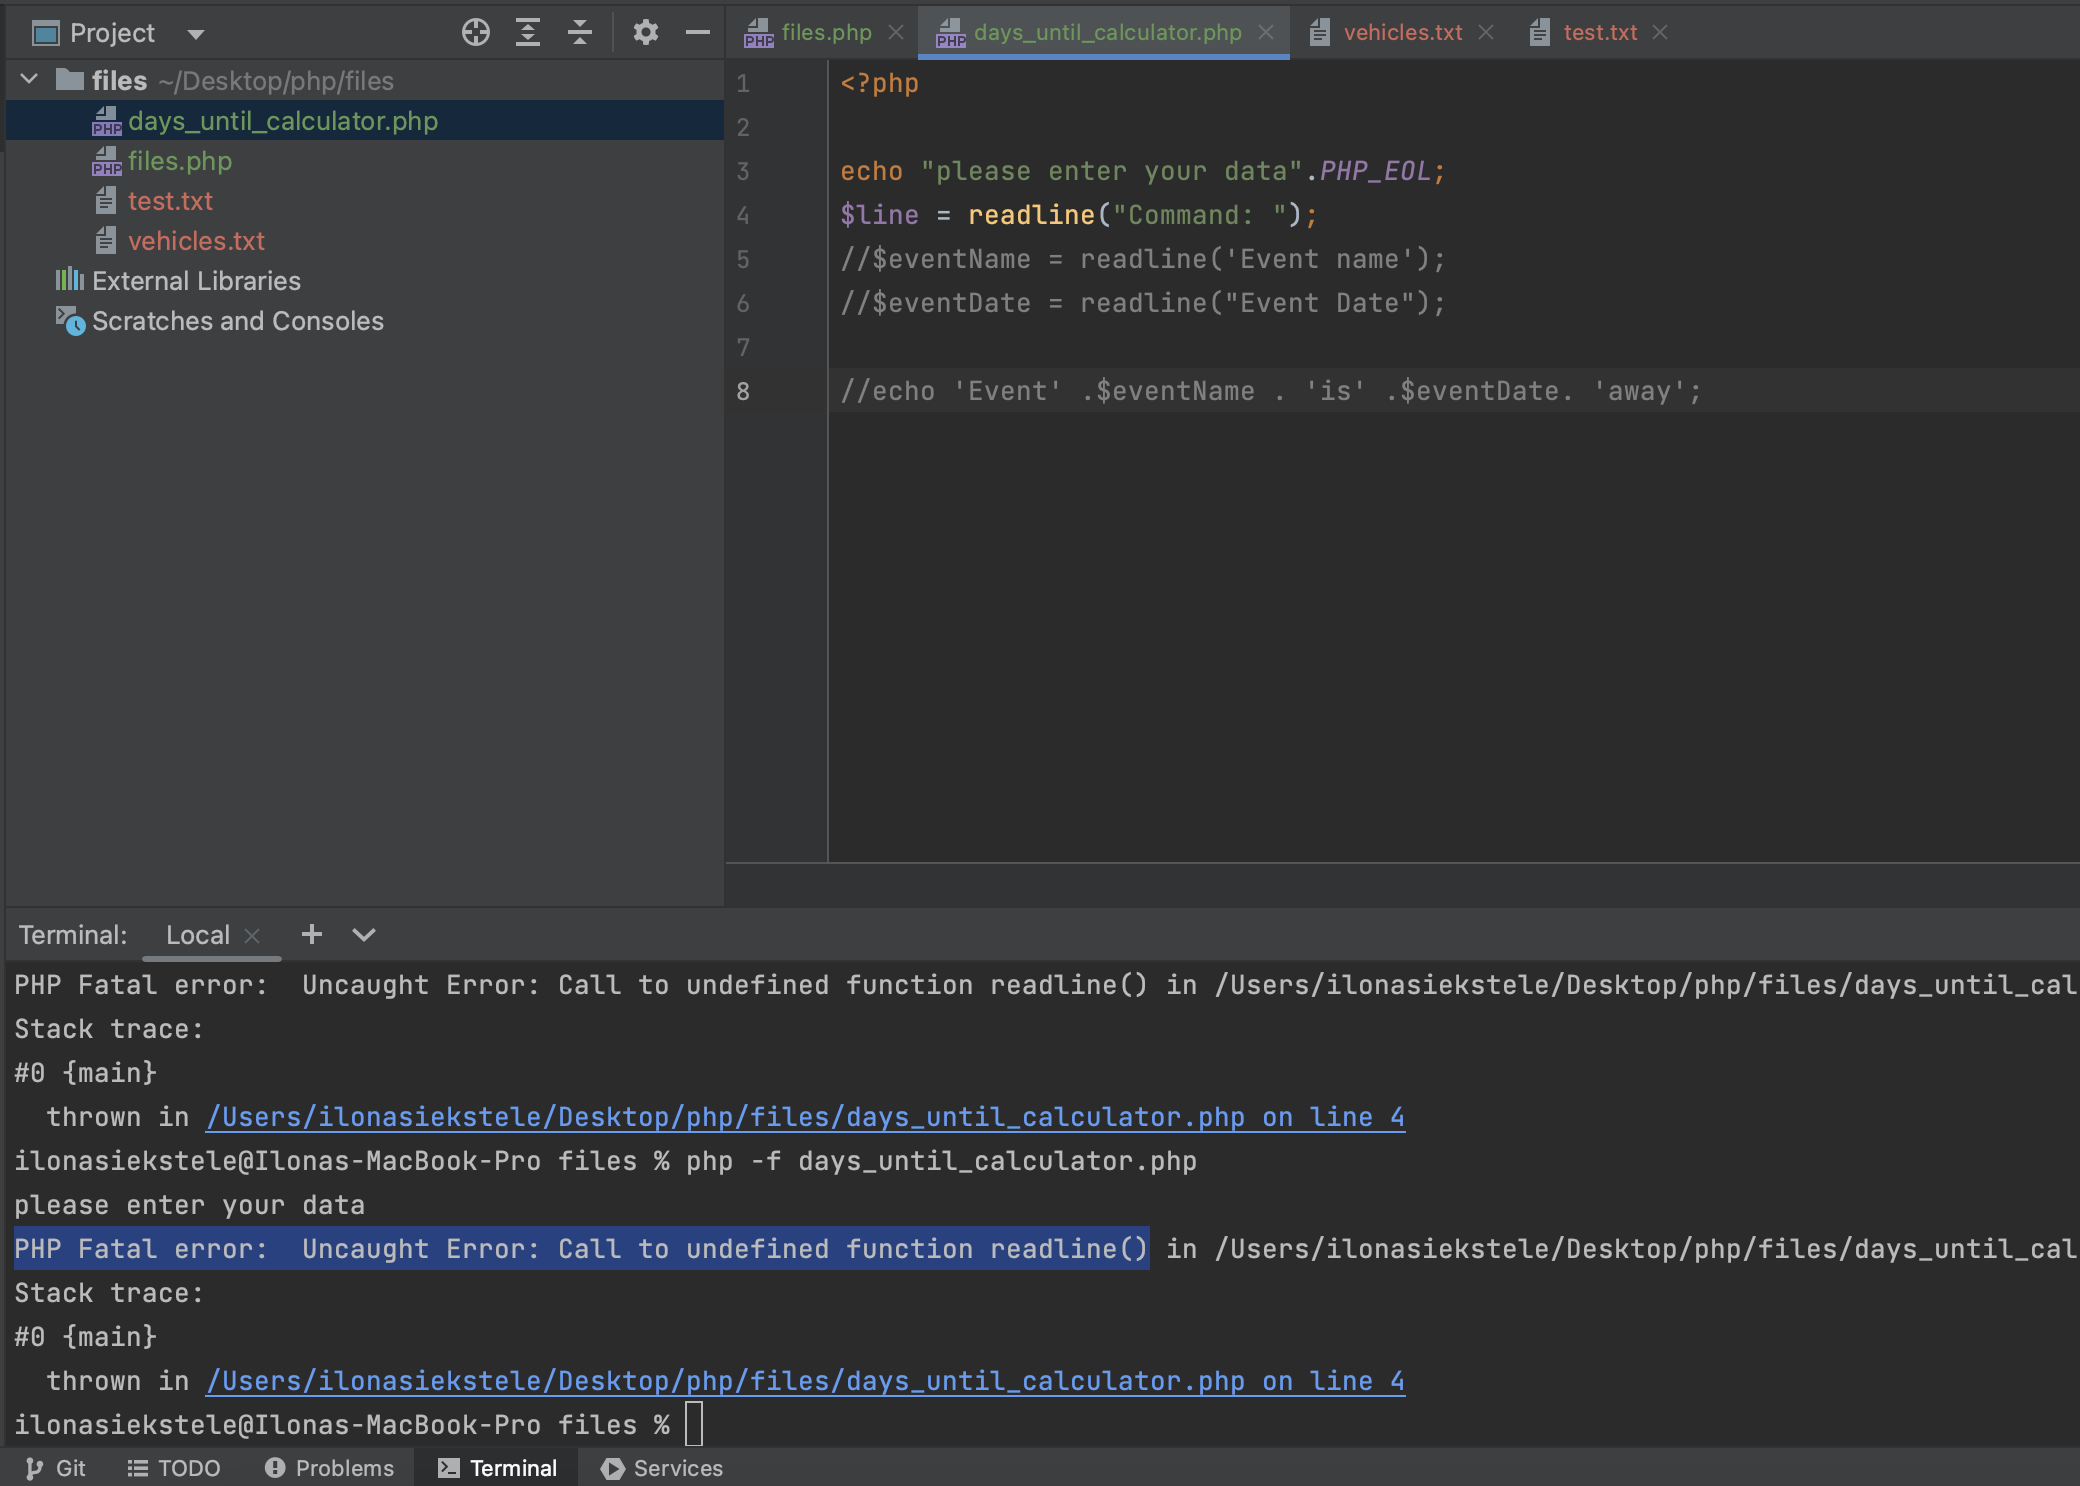 Project
files ~/Desktop/php/files
days_until_calculator.php
files.php
test.txt
vehicles.txt
External Libraries
Scratches and Consoles
files.php
days_until_calculator.php
vehicles.txt
test.txt
1 <?php
2
3 echo "please enter your data".PHP_EOL;
4 $line = readline("Command: ");
5 //$eventName = readline('Event name');
6 //$eventDate = readline("Event Date");
7
8 //echo 'Event' .$eventName . 'is' .$eventDate. 'away';
Terminal: Local
PHP Fatal error:  Uncaught Error: Call to undefined function readline() in /Users/ilonasiekstele/Desktop/php/files/days_until_cal
Stack trace:
#0 {main}
  thrown in /Users/ilonasiekstele/Desktop/php/files/days_until_calculator.php on line 4
ilonasiekstele@Ilonas-MacBook-Pro files % php -f days_until_calculator.php
please enter your data
PHP Fatal error:  Uncaught Error: Call to undefined function readline() in /Users/ilonasiekstele/Desktop/php/files/days_until_cal
Stack trace:
#0 {main}
  thrown in /Users/ilonasiekstele/Desktop/php/files/days_until_calculator.php on line 4
ilonasiekstele@Ilonas-MacBook-Pro files %
Git TODO Problems Terminal Services